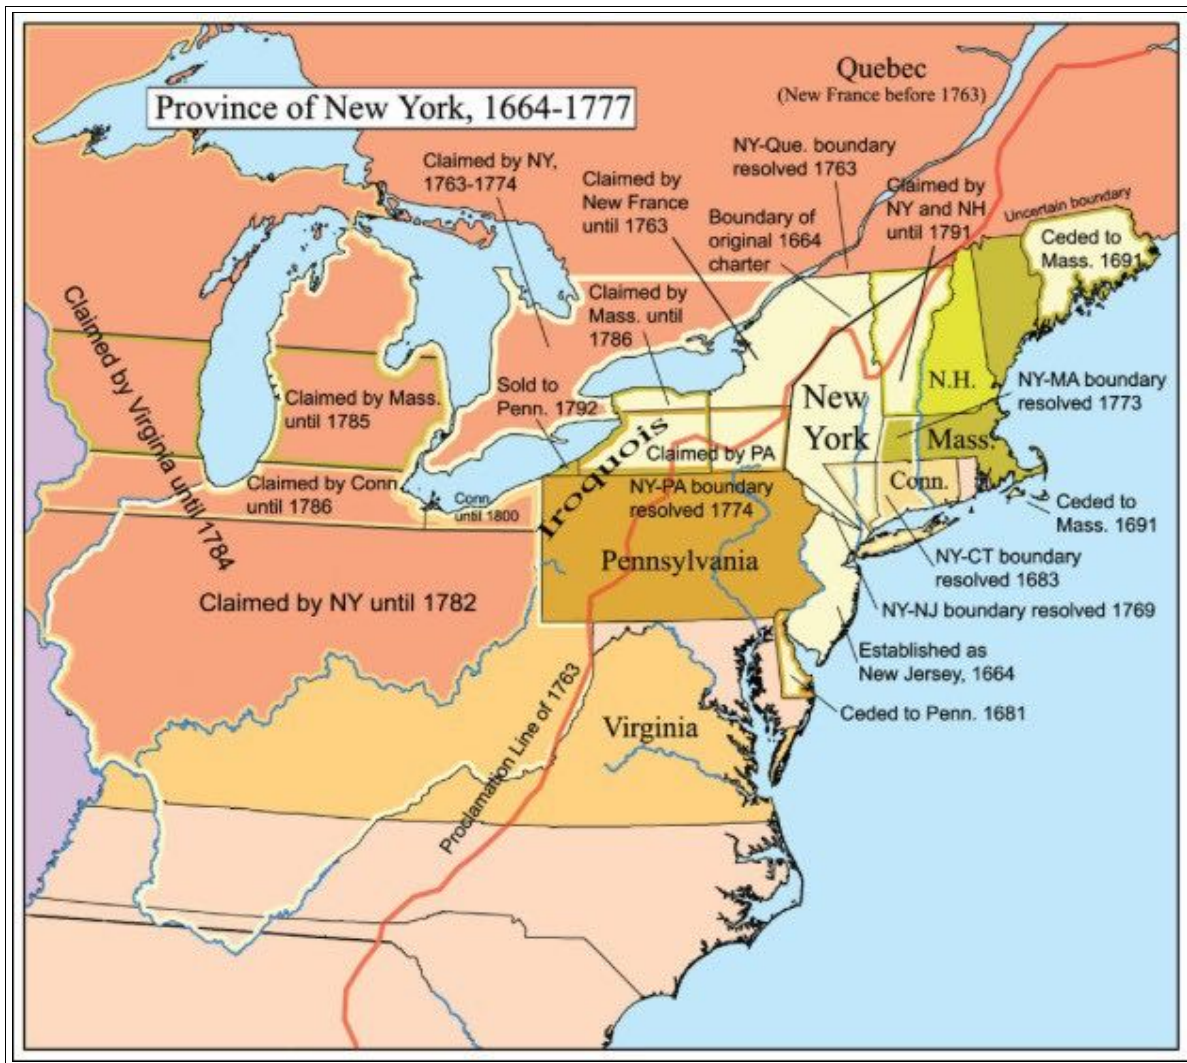 Quebec
(New France before 1763)
Province of New York, 1664-1777
NY-Que. boundary
resolved 1763
Claimed by NY,
1763-1774
Claimed by
New France
until 1763
Claimed by
NY and NH
until 1791
Uncertain boundary
Boundary of
original 1664
charter
Ceded to
Mass. 1691
Claimed by
Mass. until
1786
Claimed by Virginia until 1784
Sold to
Penn. 1792
Claimed by Mass.
until 1785
New
York
N.H.
NY-MA boundary
resolved 1773
Iroquois
Claimed by PA
Mass.
Claimed by Conn.
until 1786
Conn.
until 1800
NY-PA boundary
resolved 1774
Conn.
Ceded to
Mass. 1691
Pennsylvania
NY-CT boundary
resolved 1683
Claimed by NY until 1782
NY-NJ boundary resolved 1769
Established as
New Jersey, 1664
Proclamation Line of 1763
Virginia
Ceded to Penn. 1681